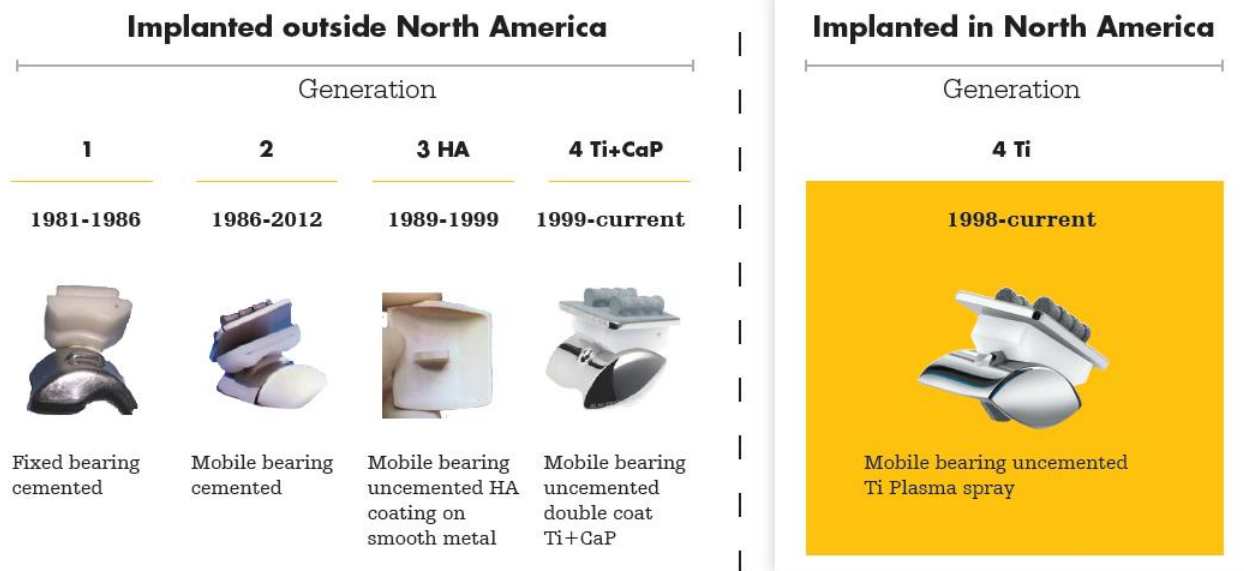 Implanted outside North America
Generation
1
2
3 HA
4 Ti+CaP
1981-1986
1986-2012
1989-1999
1999-current
Fixed bearing
cemented
Mobile bearing
cemented
Mobile bearing
uncemented HA
coating on
smooth metal
Mobile bearing
uncemented
double coat
Ti+CaP
Implanted in North America
Generation
4 Ti
1998-current
Mobile bearing uncemented
Ti Plasma spray